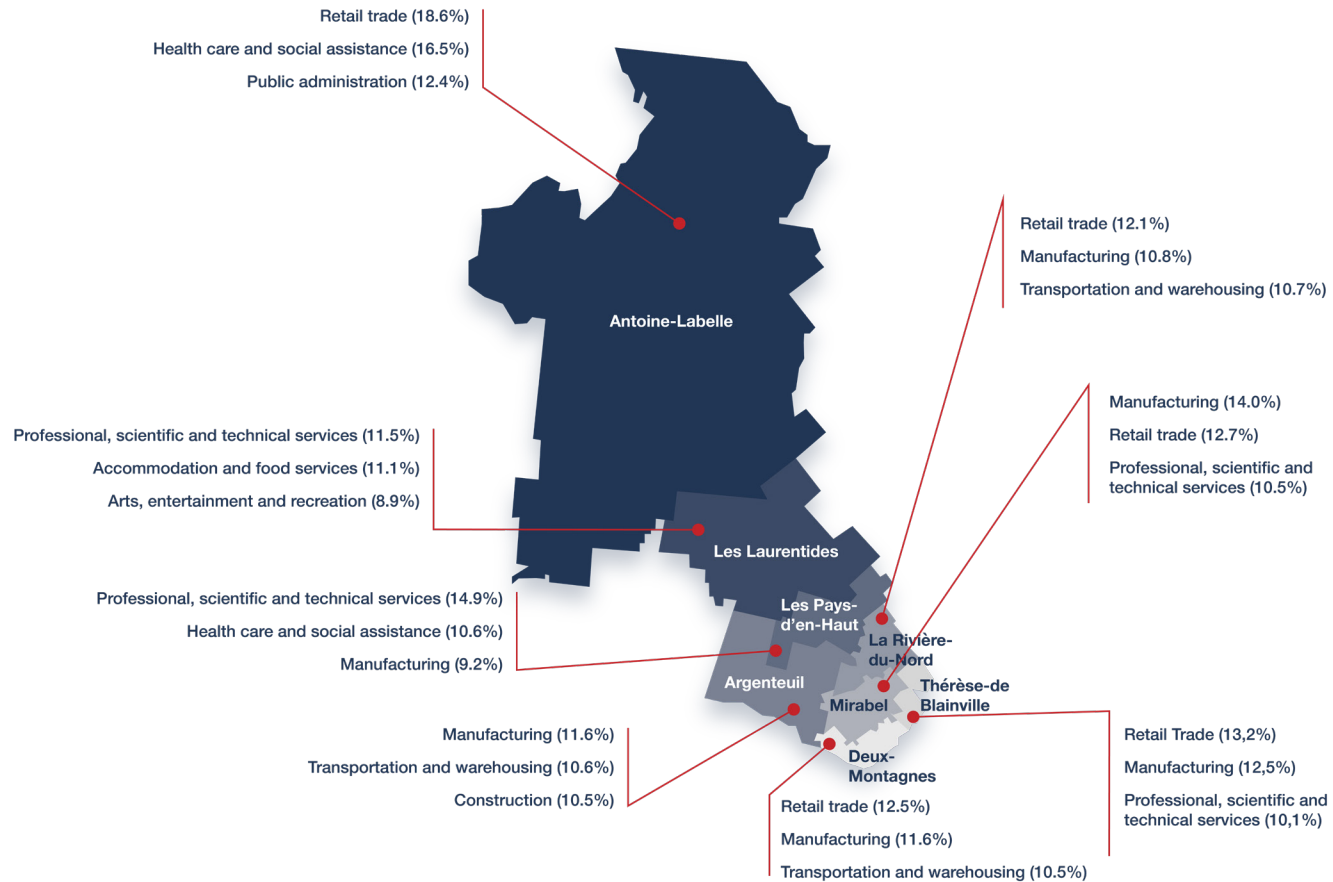 Retail trade (18.6%)
Health care and social assistance (16.5%)
Public administration (12.4%)
Antoine-Labelle
Retail trade (12.1%)
Manufacturing (10.8%)
Transportation and warehousing (10.7%)
Manufacturing (14.0%)
Retail trade (12.7%)
Professional, scientific and
technical services (10.5%)
Professional, scientific and technical services (11.5%)
Accommodation and food services (11.1%)
Arts, entertainment and recreation (8.9%)
Les Laurentides
Professional, scientific and technical services (14.9%)
Health care and social assistance (10.6%)
Manufacturing (9.2%)
Les Pays-
d'en-Haut
La Rivière-
du-Nord
Argenteuil
Mirabel
Thérèse-de
Blainville
Manufacturing (11.6%)
Transportation and warehousing (10.6%)
Construction (10.5%)
Deux-
Montagnes
Retail trade (12.5%)
Manufacturing (11.6%)
Transportation and warehousing (10.5%)
Retail Trade (13,2%)
Manufacturing (12,5%)
Professional, scientific and
technical services (10,1%)